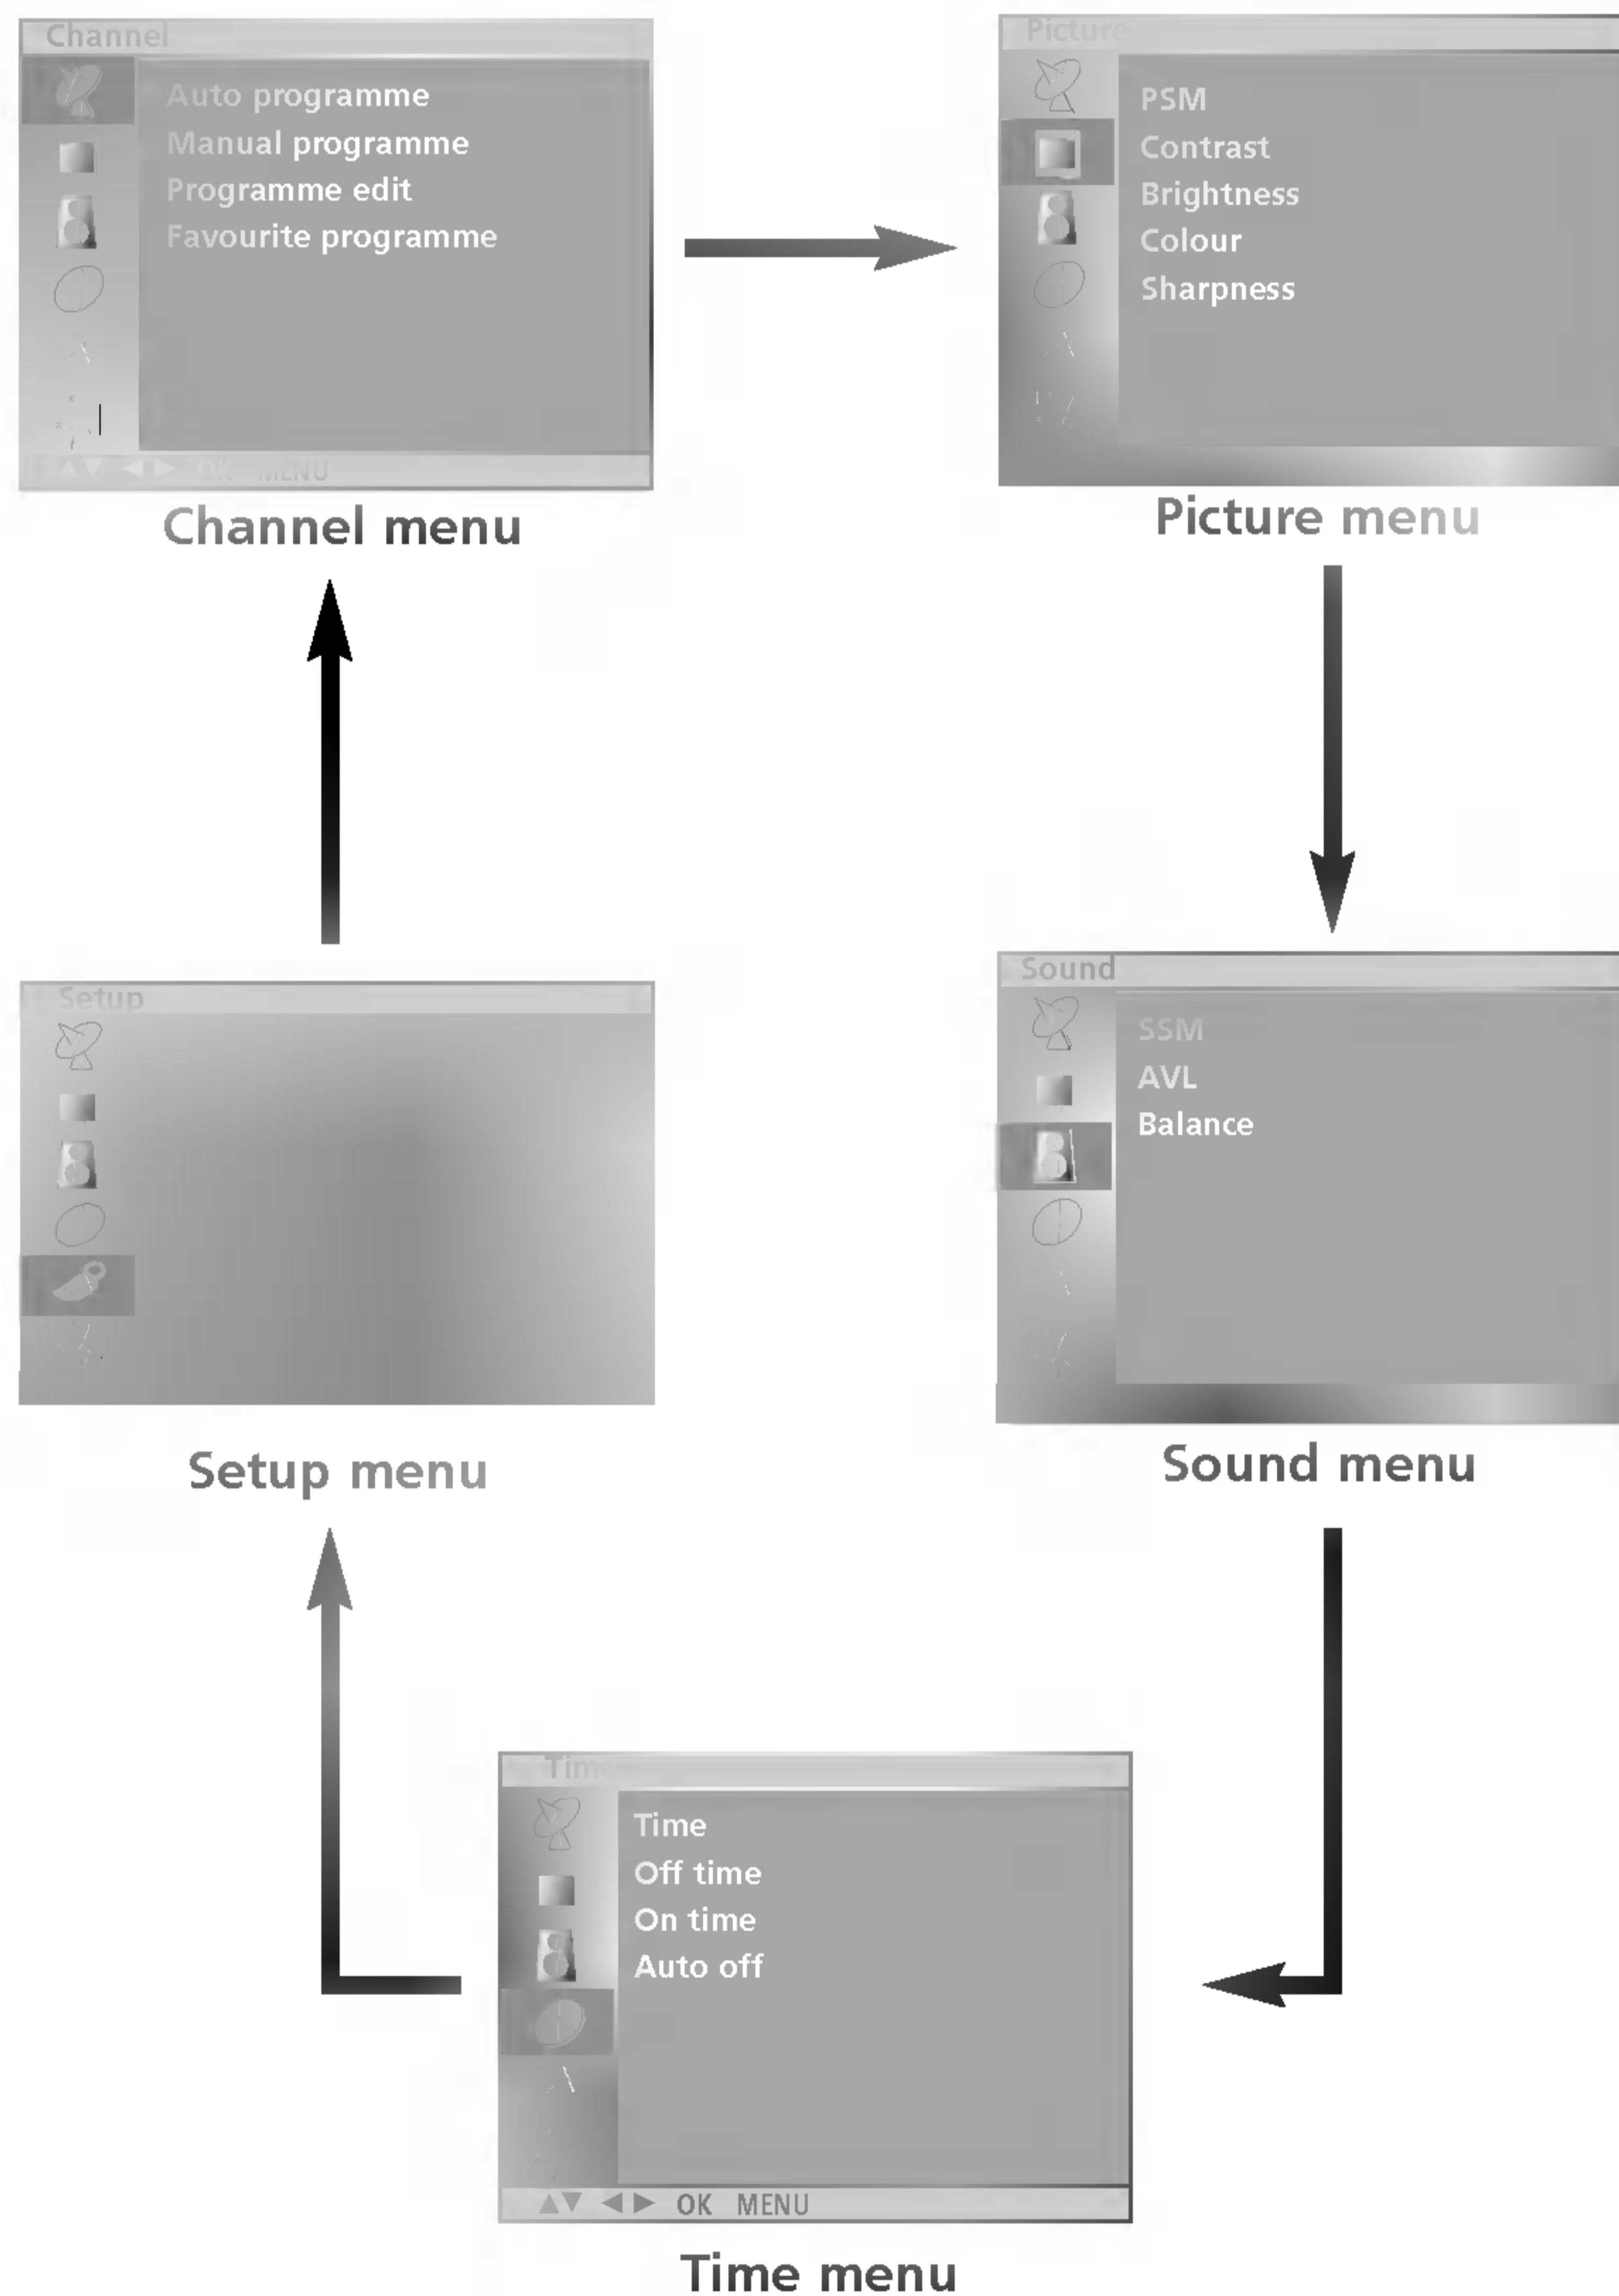 Channel
Auto programme
Manual programme
Programme edit
Favourite programme
OK MENU
Channel menu
Picture
PSM
Contrast
Brightness
Colour
Sharpness
Picture menu
Setup
Setup menu
Sound
SSM
AVL
Balance
Sound menu
Time
Time
Off time
On time
Auto off
OK MENU
Time menu